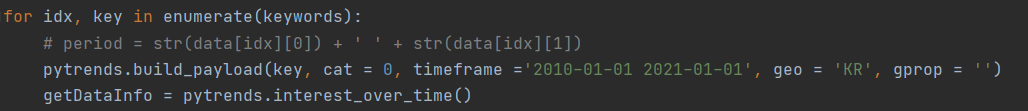 for idx, key in enumerate(keywords):
# period = str(data[idx][0]) + ' ' + str(data[idx][1])
pytrends.build_payload(key, cat = 0, timeframe ='2010-01-01 2021-01-01', geo = 'KR', gprop = '')
getDataInfo = pytrends.interest_over_time()